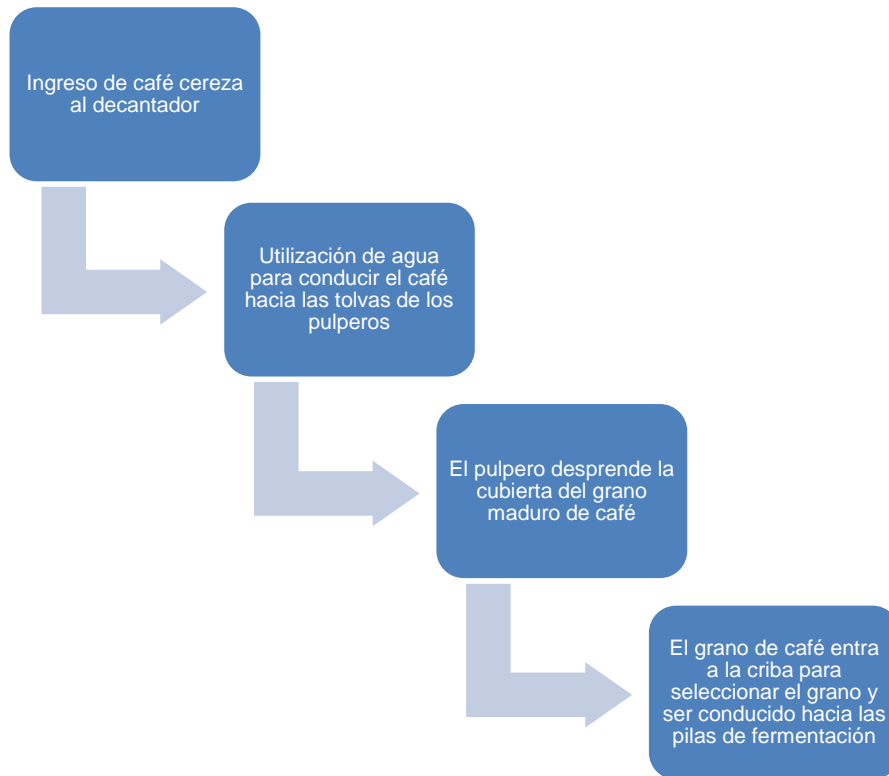 Ingreso de café cereza
al decantador
Utilización de agua
para conducir el café
hacia las tolvas de los
pulperos
El pulpero desprende la
cubierta del grano
maduro de café
El grano de café entra
a la criba para
seleccionar el grano y
ser conducido hacia las
pilas de fermentación